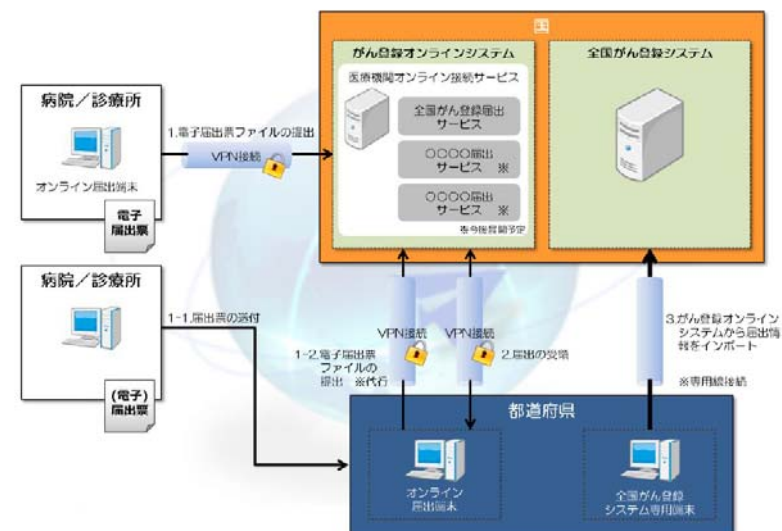 国
がん登録オンラインシステム
医療機関オンライン接続サービス
全国がん登録届出
サービス
○○○○届出
サービス ※
○○○○届出
サービス ※
※今後展開予定
全国がん登録システム
病院／診療所
オンライン届出端末
電子
届出票
1.電子届出票ファイルの提出
VPN接続
病院／診療所
(電子)
届出票
1-1.届出票の送付
VPN接続
1-2.電子届出票
ファイルの
提出 ※代行
VPN接続
2.届出の受領
3.がん登録オンライン
システムから届出情
報をインポート
※専用線接続
都道府県
オンライン
届出端末
全国がん登録
システム専用端末